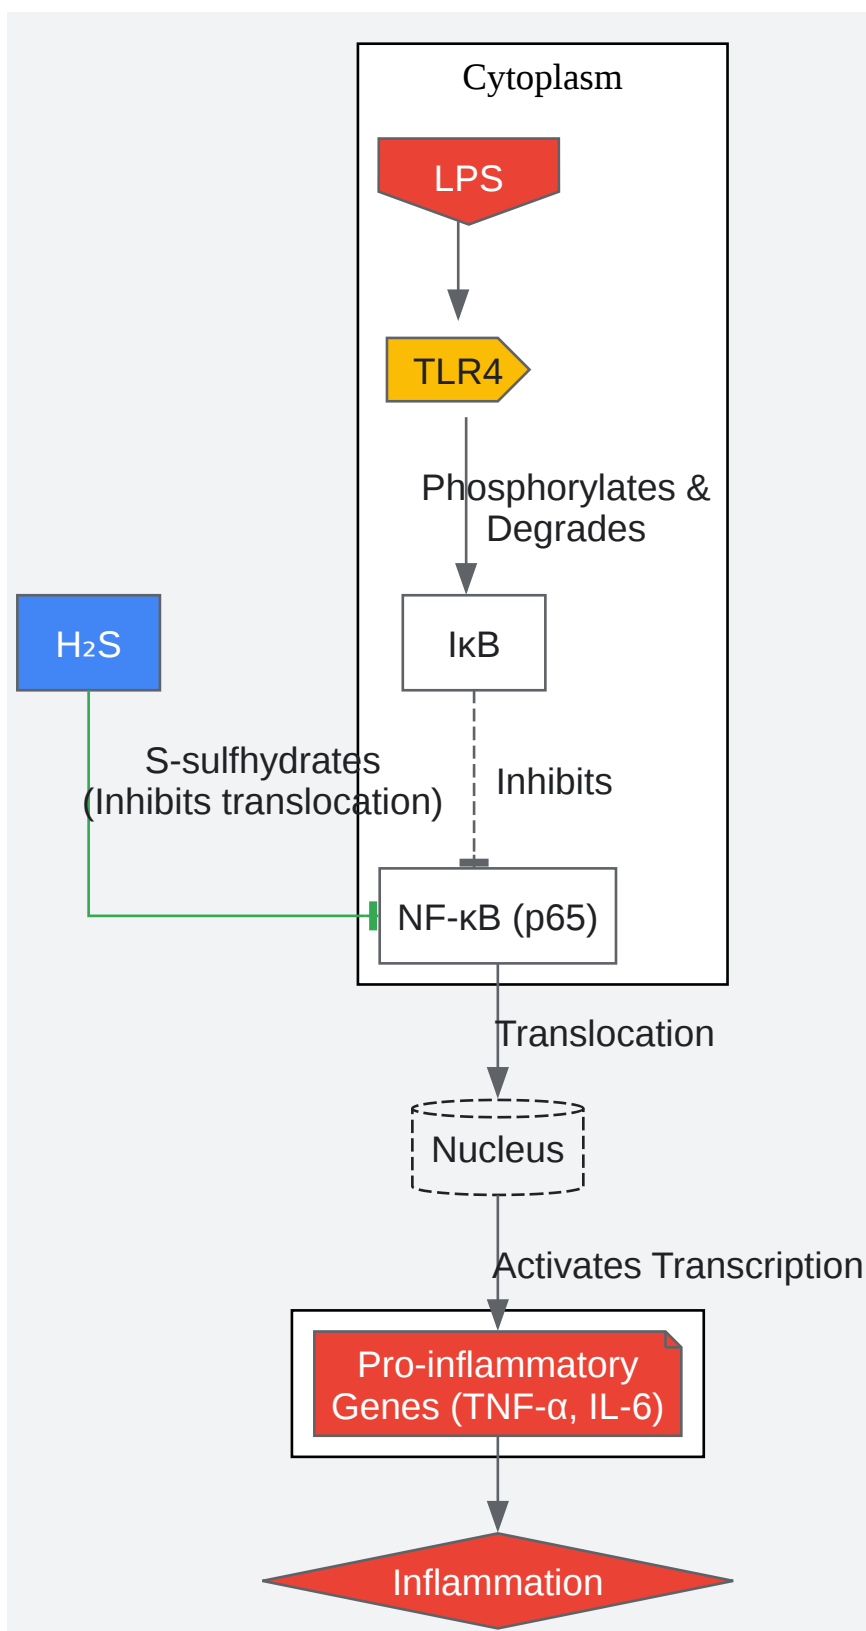 Cytoplasm
LPS
TLR4
Phosphorylates &
Degrades
H₂S
IκB
S-sulfhydrates
(Inhibits translocation)
Inhibits
NF-κB (p65)
Translocation
Nucleus
Activates Transcription
Pro-inflammatory
Genes (TNF-α, IL-6)
Inflammation